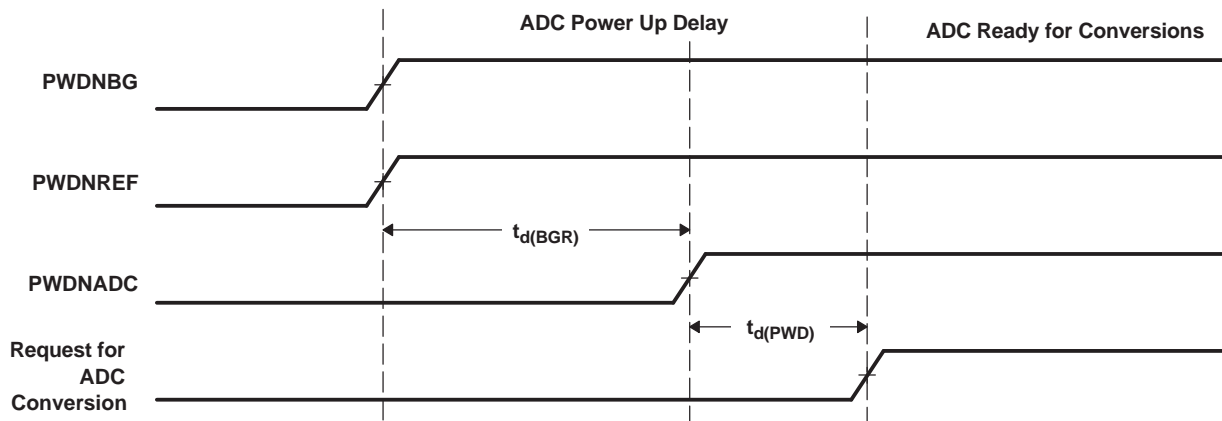 ADC Power Up Delay
ADC Ready for Conversions
PWDNBG
PWDNREF
td(BGR)
PWDNADC
td(PWD)
Request for
ADC
Conversion